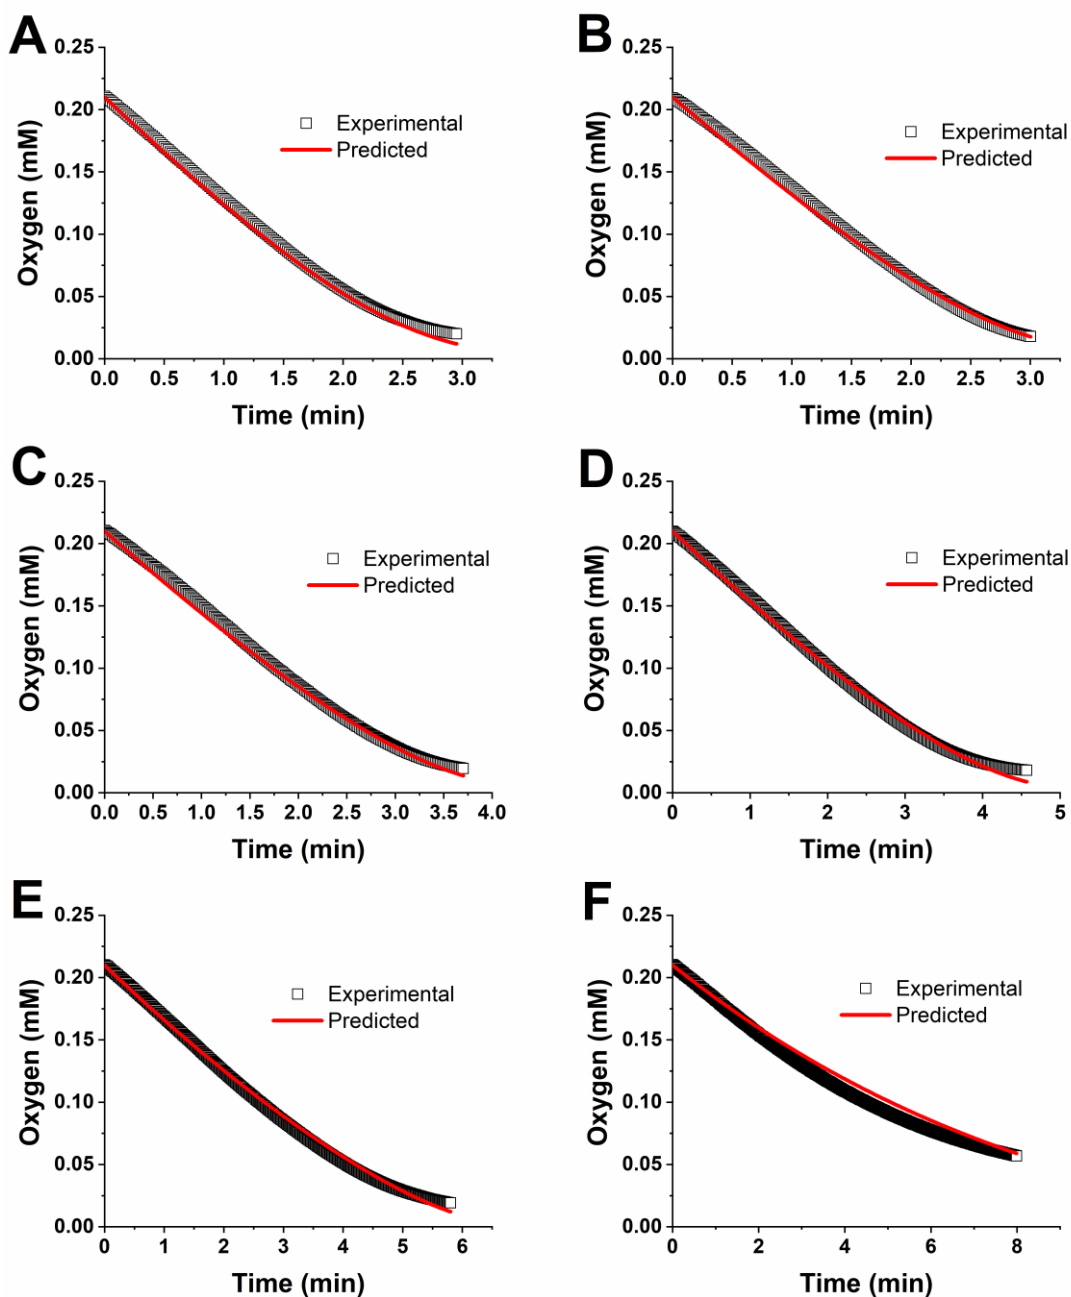 A
Oxygen (mM)
0.25
0.20
0.15
0.10
0.05
0.00
Experimental
Predicted
0.0 0.5 1.0 1.5 2.0 2.5 3.0
Time (min)
B
Oxygen (mM)
0.25
0.20
0.15
0.10
0.05
0.00
Experimental
Predicted
0.0 0.5 1.0 1.5 2.0 2.5 3.0
Time (min)
C
Oxygen (mM)
0.25
0.20
0.15
0.10
0.05
0.00
Experimental
Predicted
0.0 0.5 1.0 1.5 2.0 2.5 3.0 3.5 4.0
Time (min)
D
Oxygen (mM)
0.25
0.20
0.15
0.10
0.05
0.00
Experimental
Predicted
0 1 2 3 4 5
Time (min)
E
Oxygen (mM)
0.25
0.20
0.15
0.10
0.05
0.00
Experimental
Predicted
0 1 2 3 4 5 6
Time (min)
F
Oxygen (mM)
0.25
0.20
0.15
0.10
0.05
0.00
Experimental
Predicted
0 2 4 6 8
Time (min)